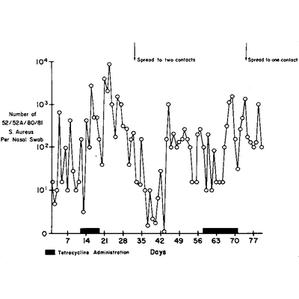 Spread to two contacts
Spread to one contact
10⁴
10³
10²
10¹
0
Number of
52/52A/80/81
S. Aureus
Per Nasal Swab
7 14 21 28 35 42 49 56 63 70 77
Tetracycline Administration
Days